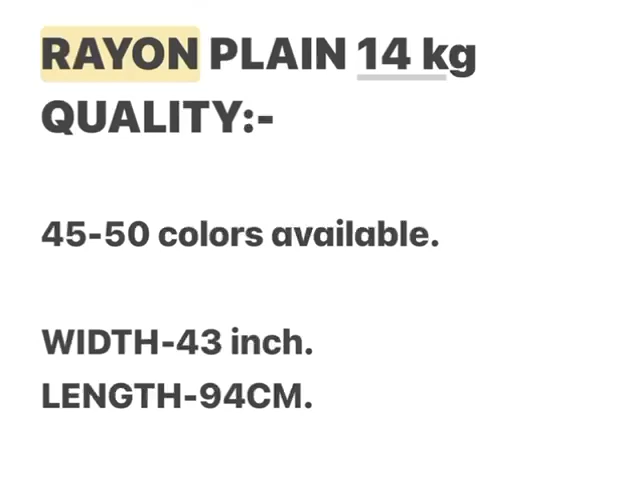 RAYON PLAIN 14 kg
QUALITY:-
45-50 colors available.
WIDTH-43 inch.
LENGTH-94CM.